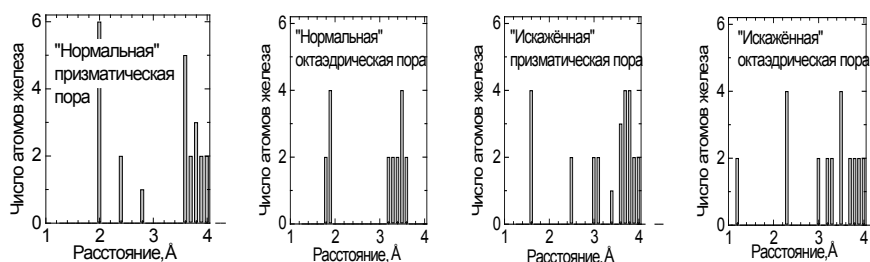 Число атомов железа
6
4
2
0
"Нормальная"
призматическая
пора
1 2 3 4
Расстояние, Å
Число атомов железа
6
4
2
0
"Нормальная"
октаэдрическая пора
1 2 3 4
Расстояние, Å
Число атомов железа
6
4
2
0
"Искажённая"
призматическая пора
1 2 3 4
Расстояние, Å
Число атомов железа
6
4
2
0
"Искажённая"
октаэдрическая пора
1 2 3 4
Расстояние, Å